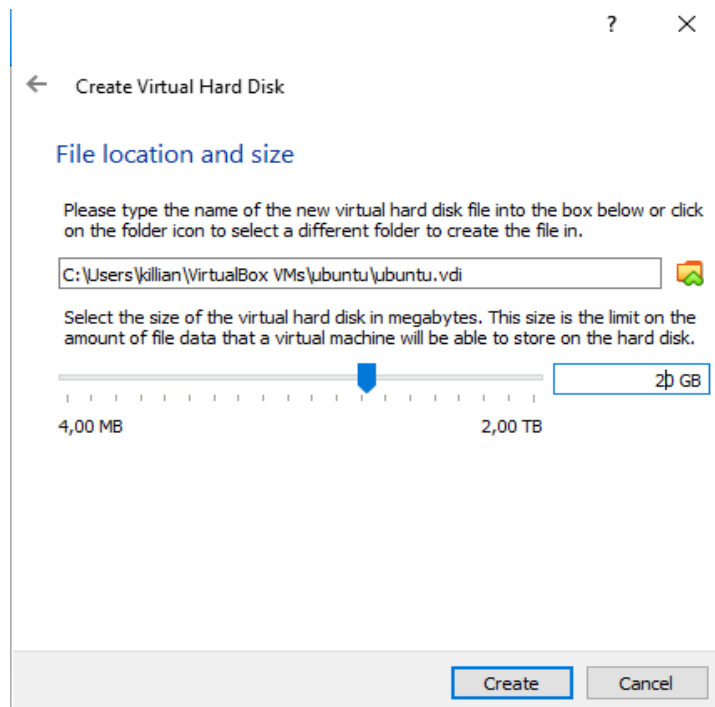 ?
Create Virtual Hard Disk
File location and size
Please type the name of the new virtual hard disk file into the box below or click
on the folder icon to select a different folder to create the file in.
C:\Users\killian\VirtualBox VMs\ubuntu\ubuntu.vdi
Select the size of the virtual hard disk in megabytes. This size is the limit on the
amount of file data that a virtual machine will be able to store on the hard disk.
20 GB
4,00 MB
2,00 TB
Create
Cancel